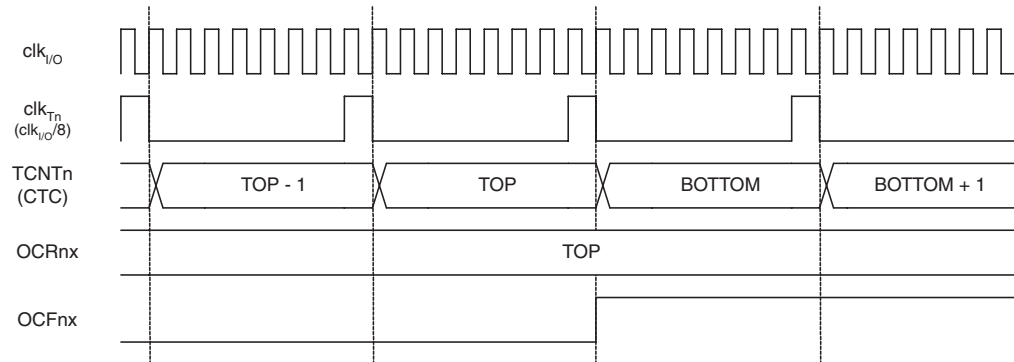 clkI/O
clkTn
(clkI/O/8)
TCNTn
(CTC)
TOP - 1
TOP
BOTTOM
BOTTOM + 1
OCRnx
TOP
OCFnx